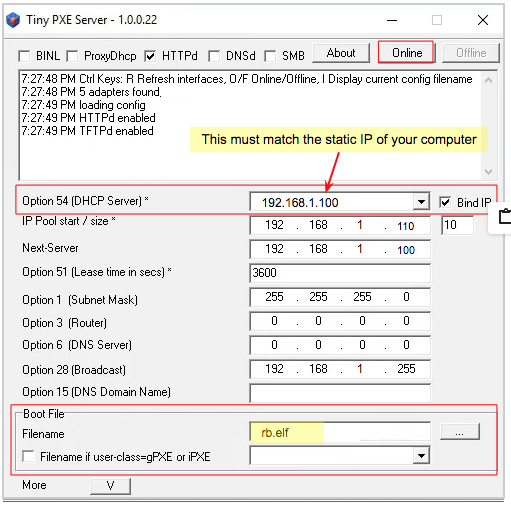 Tiny PXE Server - 1.0.0.22
BINL ProxyDhcp HTTPd DNSd SMB About Online Offline
7:27:48 PM Ctrl Keys: R Refresh interfaces, O/F Online/Offline, I Display current config filename
7:27:48 PM 5 adapters found.
7:27:49 PM loading config
7:27:49 PM HTTPd enabled
7:27:49 PM TFTPd enabled
This must match the static IP of your computer
Option 54 (DHCP Server) * 192.168.1.100 Bind IP
IP Pool start / size * 192 . 168 . 1 . 110 10
Next-Server 192 . 168 . 1 . 100
Option 51 (Lease time in secs) * 3600
Option 1 (Subnet Mask) 255 . 255 . 255 . 0
Option 3 (Router) 0 . 0 . 0 . 0
Option 6 (DNS Server) 0 . 0 . 0 . 0
Option 28 (Broadcast) 192 . 168 . 1 . 255
Option 15 (DNS Domain Name)
Boot File
Filename rb.elf ...
Filename if user-class=gPXE or iPXE
More V